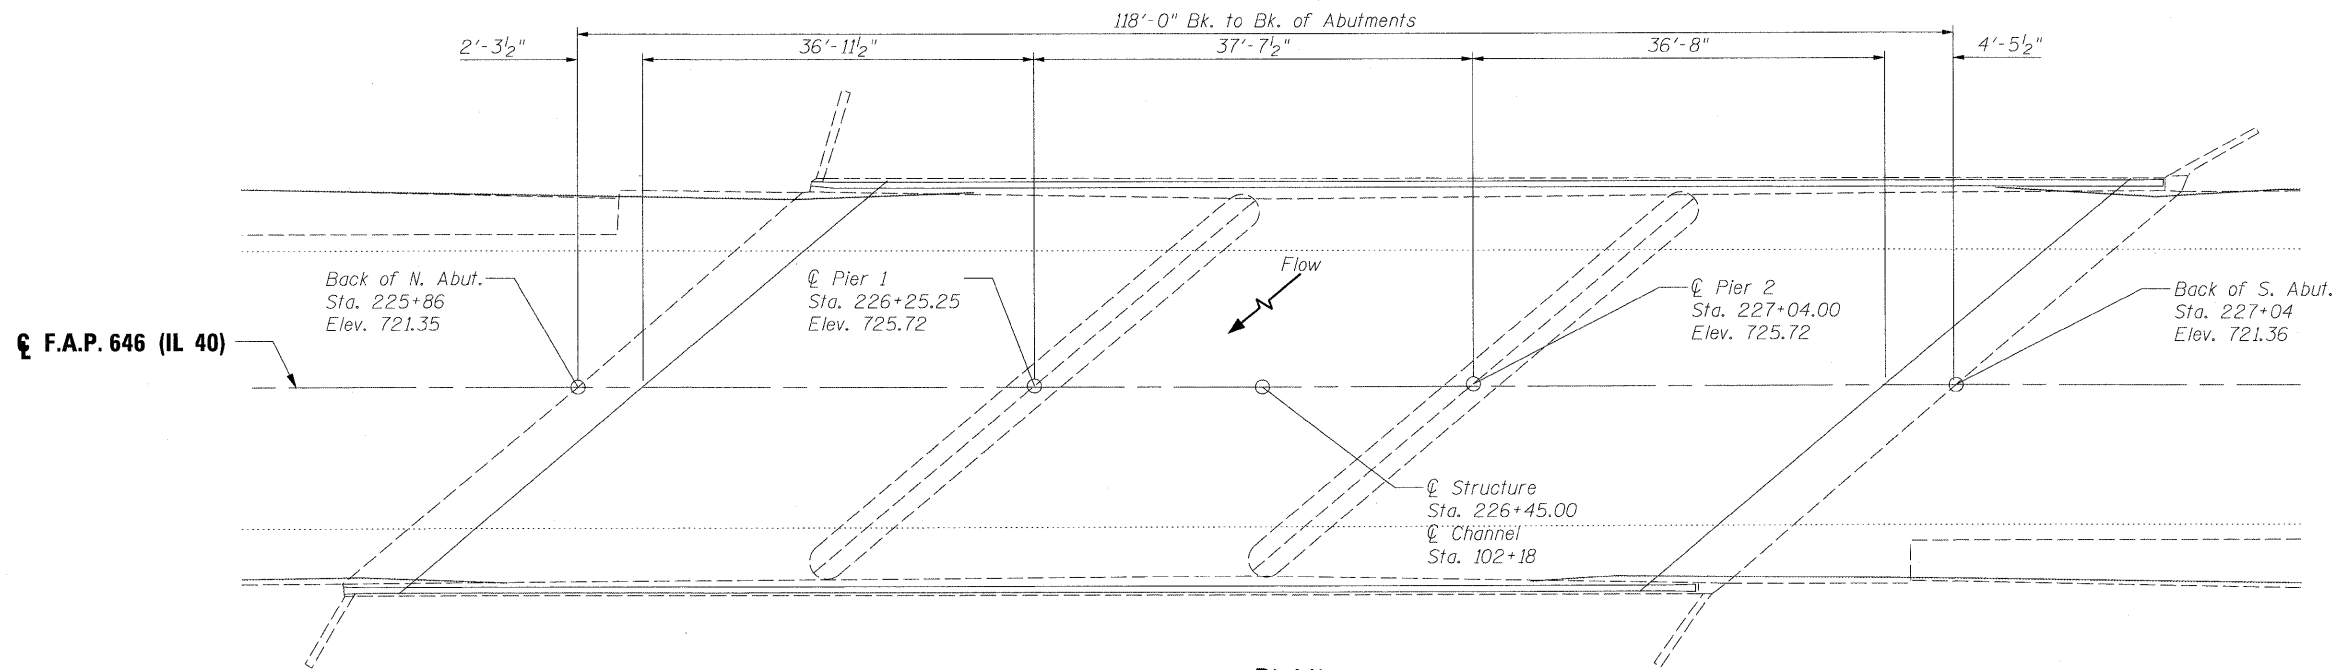 118'-0" Bk. to Bk. of Abutments
2'-3½" 36'-11½" 37'-7½" 36'-8" 4'-5½"
Flow
Back of N. Abut.
Sta. 225+86
Elev. 721.35
℄ Pier 1
Sta. 226+25.25
Elev. 725.72
℄ Pier 2
Sta. 227+04.00
Elev. 725.72
Back of S. Abut.
Sta. 227+04
Elev. 721.36
℄ F.A.P. 646 (IL 40)
℄ Structure
Sta. 226+45.00
℄ Channel
Sta. 102+18